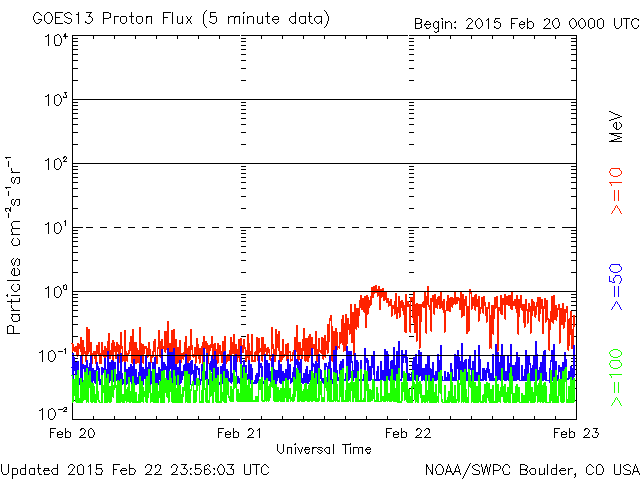 GOES13 Proton Flux (5 minute data)
Begin: 2015 Feb 20 0000 UTC
Particles cm⁻²s⁻¹sr⁻¹
10⁴
10³
10²
10¹
10⁰
10⁻¹
10⁻²
Feb 20
Feb 21
Feb 22
Feb 23
Universal Time
MeV
>=10
>=50
>=100
Updated 2015 Feb 22 23:56:03 UTC
NOAA/SWPC Boulder, CO USA